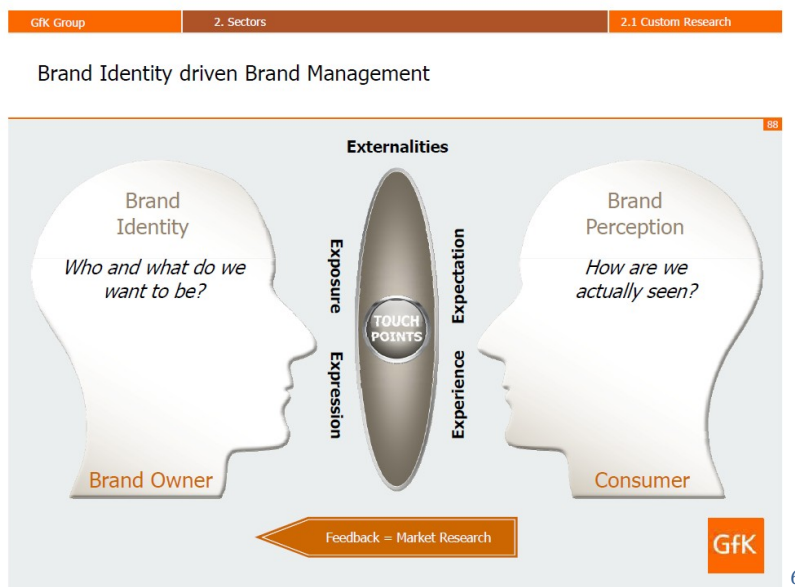 GfK Group
2. Sectors
2.1 Custom Research
Brand Identity driven Brand Management
88
Externalities
Brand
Identity
Who and what do we
want to be?
Exposure
Expression
TOUCH
POINTS
Expectation
Experience
Brand
Perception
How are we
actually seen?
Brand Owner
Consumer
Feedback = Market Research
GfK